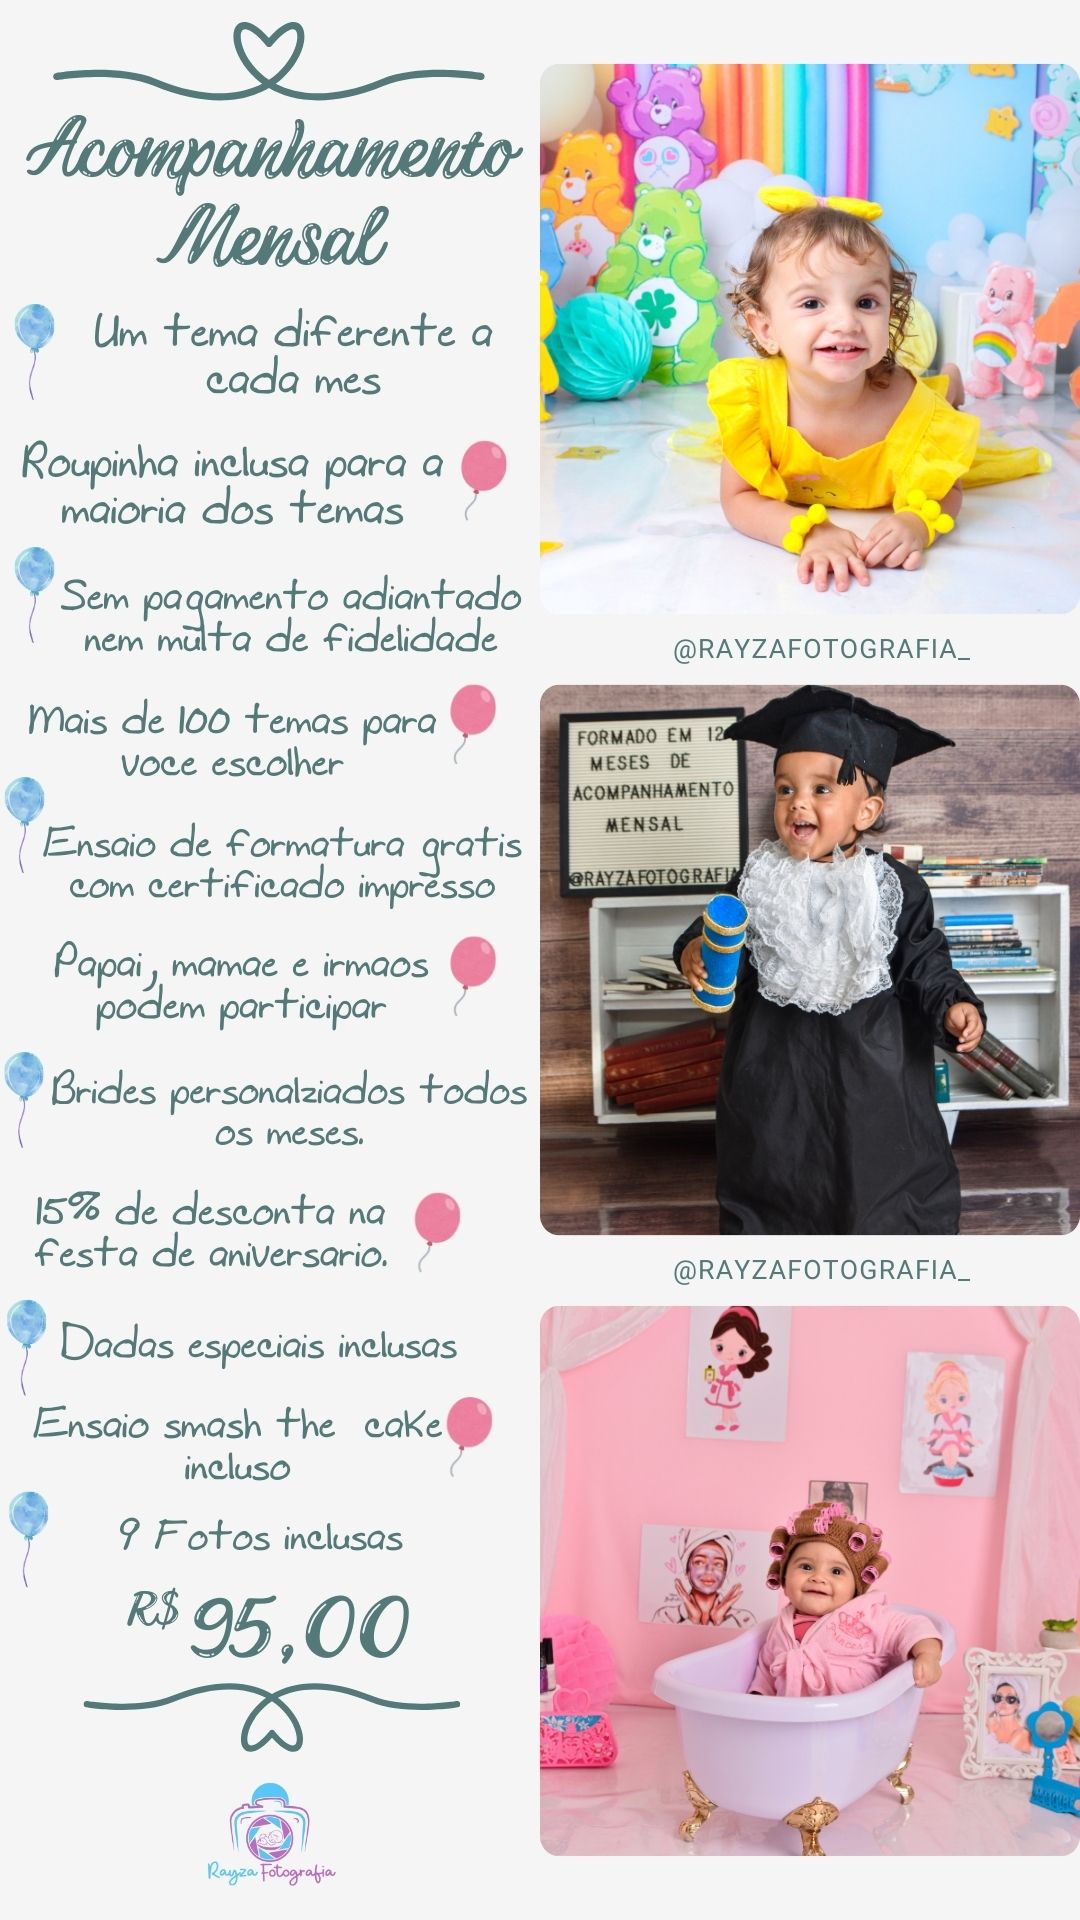 Acompanhamento
Mensal
Um tema diferente a
cada mes
Roupinha inclusa para a
maioria dos temas
Sem pagamento adiantado
nem multa de fidelidade
Mais de 100 temas para
voce escolher
Ensaio de formatura gratis
com certificado impresso
Papai, mamae e irmaos
podem participar
Brides personalziados todos
os meses.
15% de desconta na
festa de aniversario.
Dadas especiais inclusas
Ensaio smash the cake
incluso
9 Fotos inclusas
R$ 95,00
Rayza Fotografia
@RAYZAFOTOGRAFIA_
FORMADO EM 12
MESES DE
ACOMPANHAMENTO
MENSAL
@RAYZAFOTOGRAFIA
@RAYZAFOTOGRAFIA_
Princesa